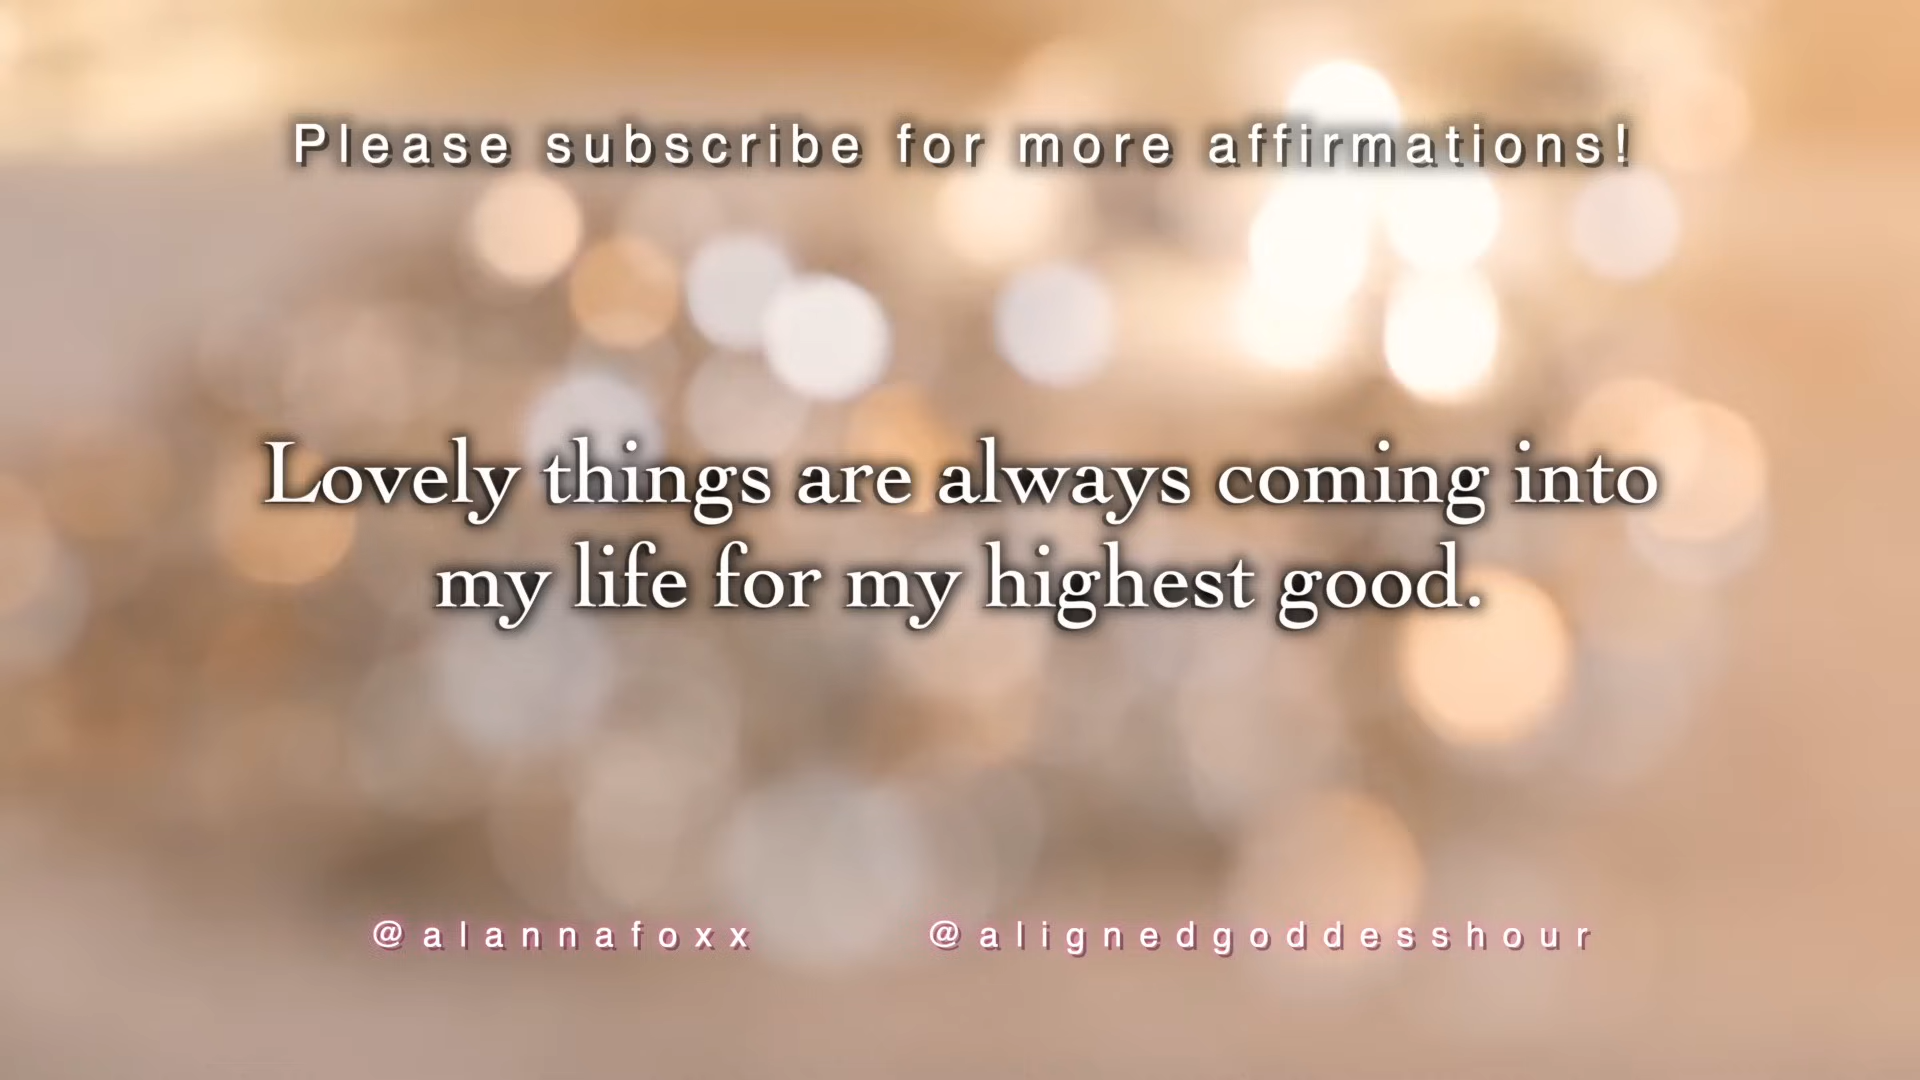 Please subscribe for more affirmations!
Lovely things are always coming into
my life for my highest good.
@alannafoxx @alignedgoddesshour